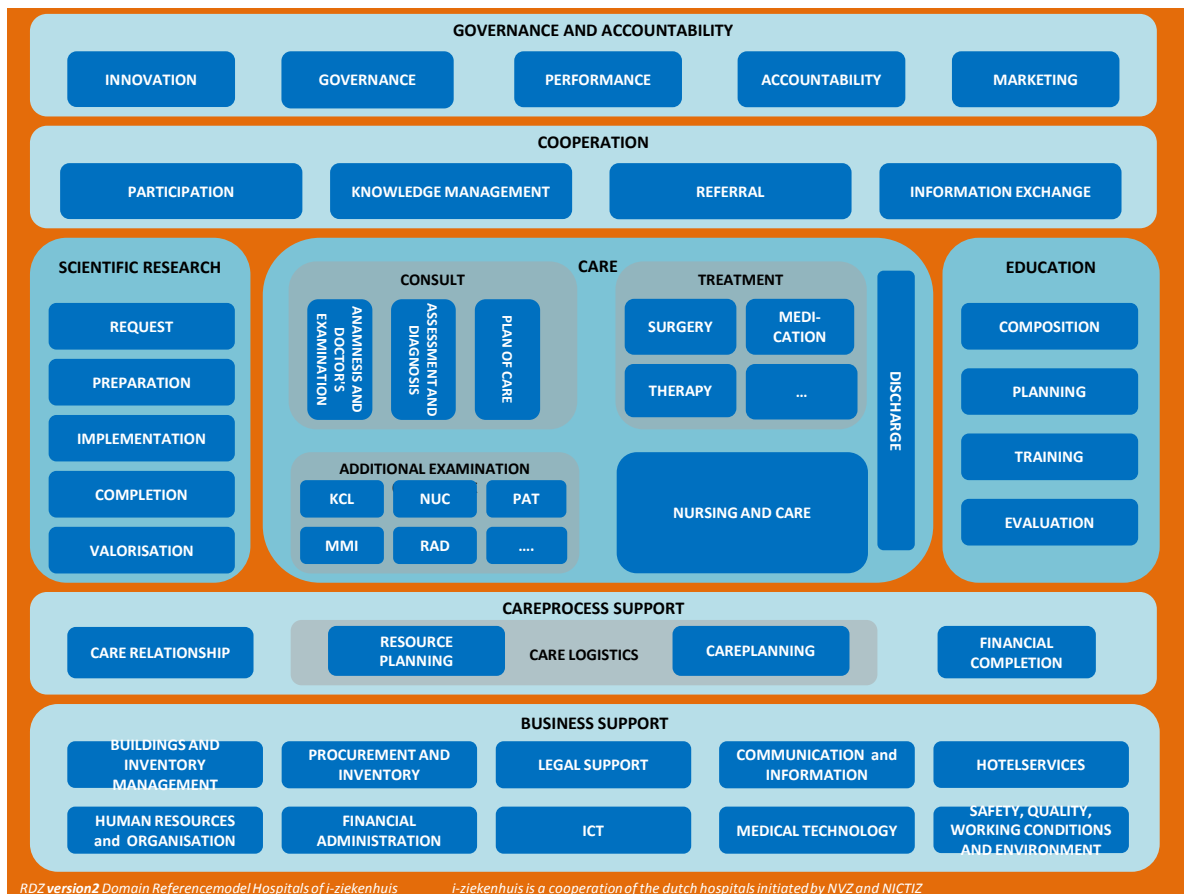 GOVERNANCE AND ACCOUNTABILITY
INNOVATION
GOVERNANCE
PERFORMANCE
ACCOUNTABILITY
MARKETING
COOPERATION
PARTICIPATION
KNOWLEDGE MANAGEMENT
REFERRAL
INFORMATION EXCHANGE
SCIENTIFIC RESEARCH
REQUEST
PREPARATION
IMPLEMENTATION
COMPLETION
VALORISATION
CARE
CONSULT
ANAMNESIS AND
DOCTOR'S
EXAMINATION
ASSESSMENT AND
DIAGNOSIS
PLAN OF CARE
TREATMENT
SURGERY
MEDI-
CATION
THERAPY
...
ADDITIONAL EXAMINATION
KCL
NUC
PAT
MMI
RAD
....
NURSING AND CARE
DISCHARGE
EDUCATION
COMPOSITION
PLANNING
TRAINING
EVALUATION
CAREPROCESS SUPPORT
CARE RELATIONSHIP
RESOURCE
PLANNING
CARE LOGISTICS
CAREPLANNING
FINANCIAL
COMPLETION
BUSINESS SUPPORT
BUILDINGS AND
INVENTORY
MANAGEMENT
PROCUREMENT AND
INVENTORY
LEGAL SUPPORT
COMMUNICATION and
INFORMATION
HOTELSERVICES
HUMAN RESOURCES
and ORGANISATION
FINANCIAL
ADMINISTRATION
ICT
MEDICAL TECHNOLOGY
SAFETY, QUALITY,
WORKING CONDITIONS
AND ENVIRONMENT
RDZ version2 Domain Referencemodel Hospitals of i-ziekenhuis
i-ziekenhuis is a cooperation of the dutch hospitals initiated by NVZ and NICTIZ